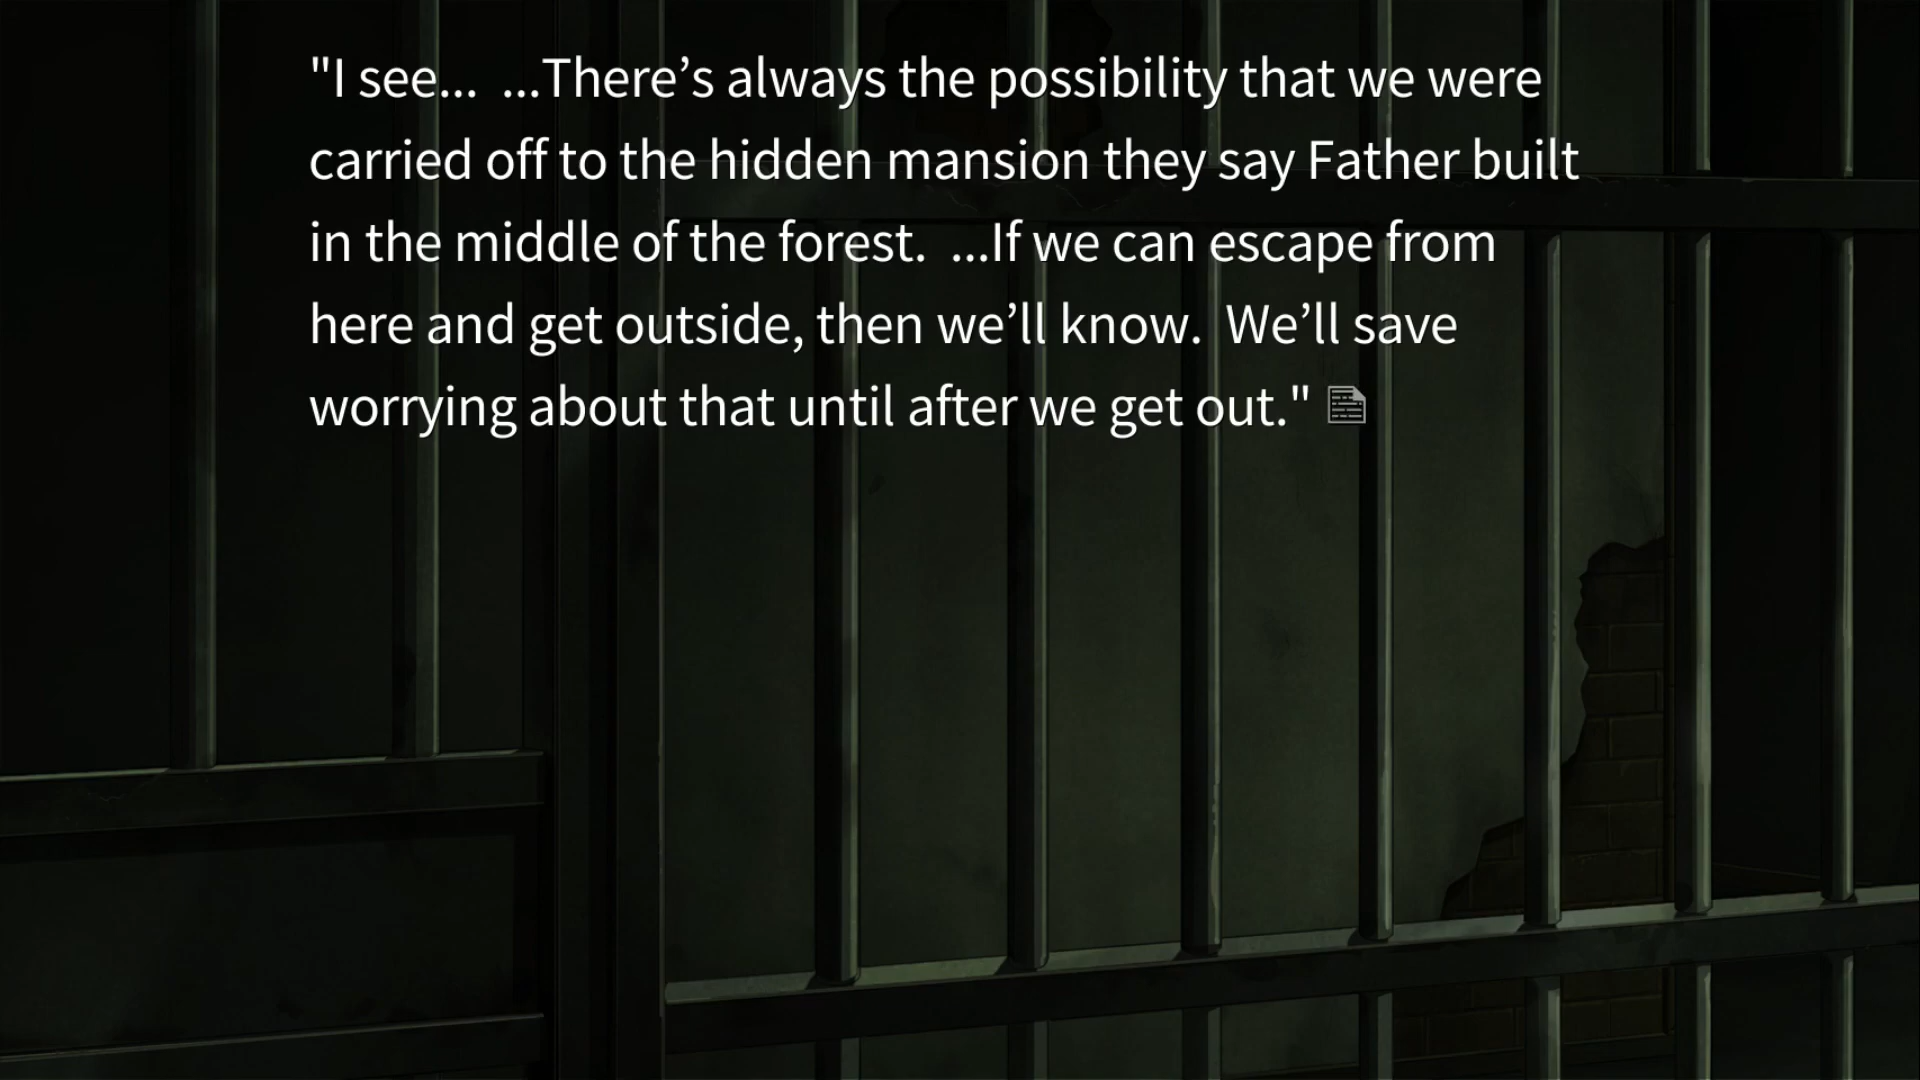 "I see...  ...There’s always the possibility that we were
carried off to the hidden mansion they say Father built
in the middle of the forest.  ...If we can escape from
here and get outside, then we’ll know.  We’ll save
worrying about that until after we get out."